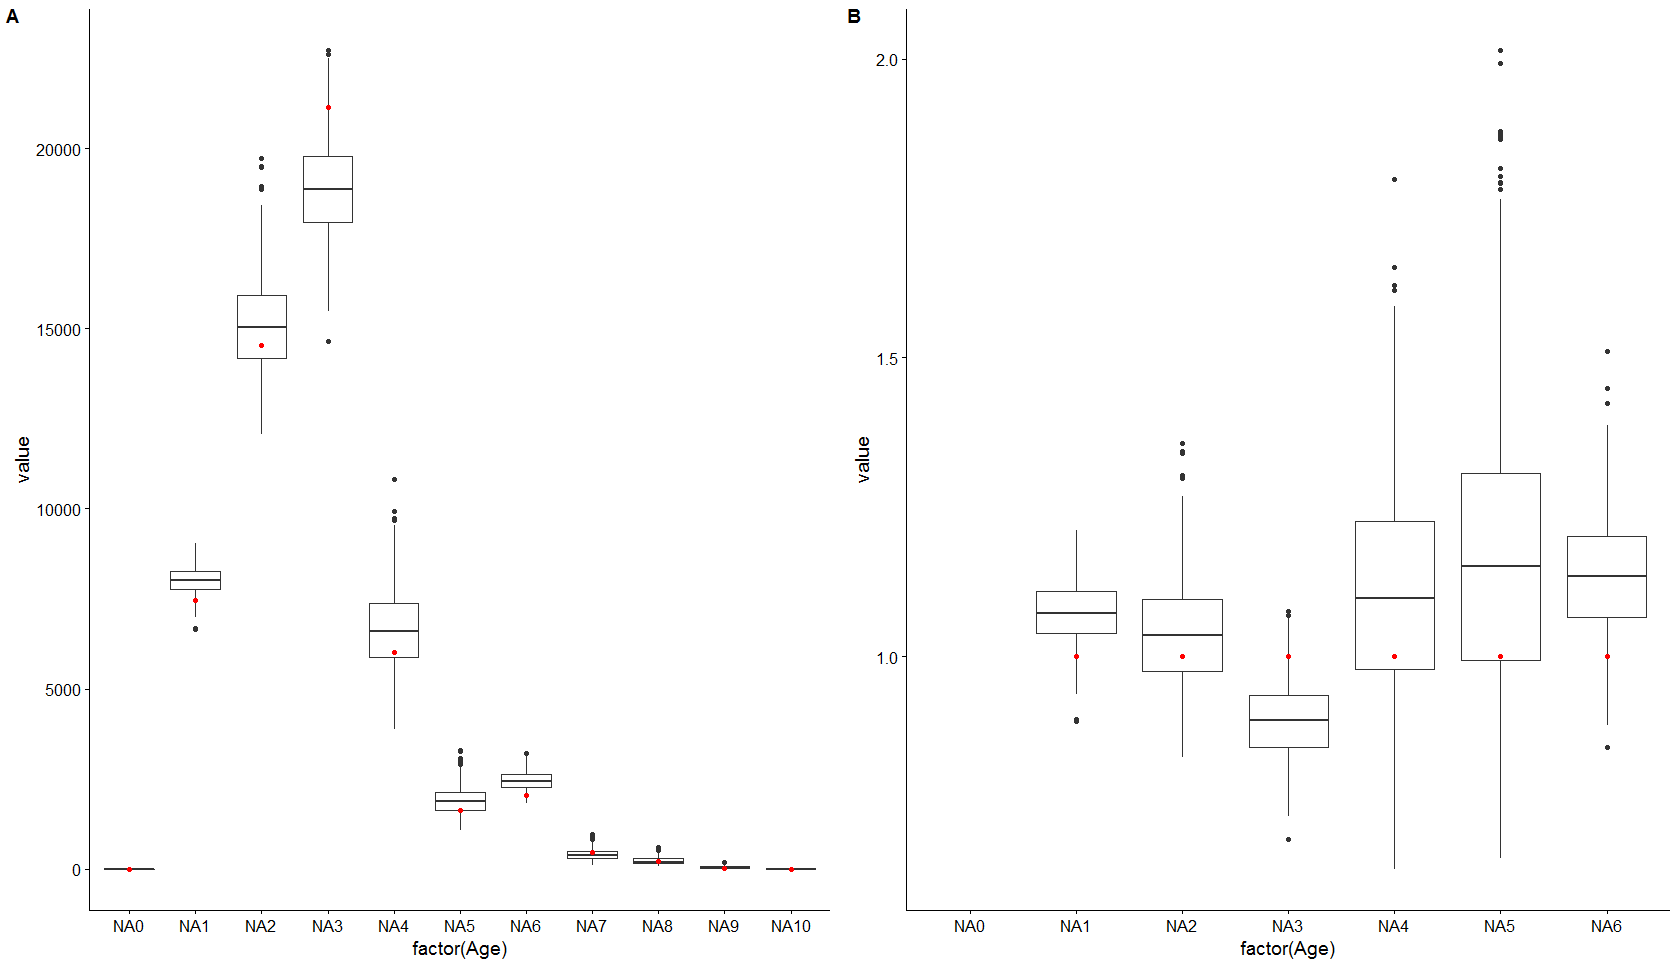 A
value
20000
15000
10000
5000
0
NA0 NA1 NA2 NA3 NA4 NA5 NA6 NA7 NA8 NA9 NA10
factor(Age)
B
value
2.0
1.5
1.0
NA0 NA1 NA2 NA3 NA4 NA5 NA6
factor(Age)